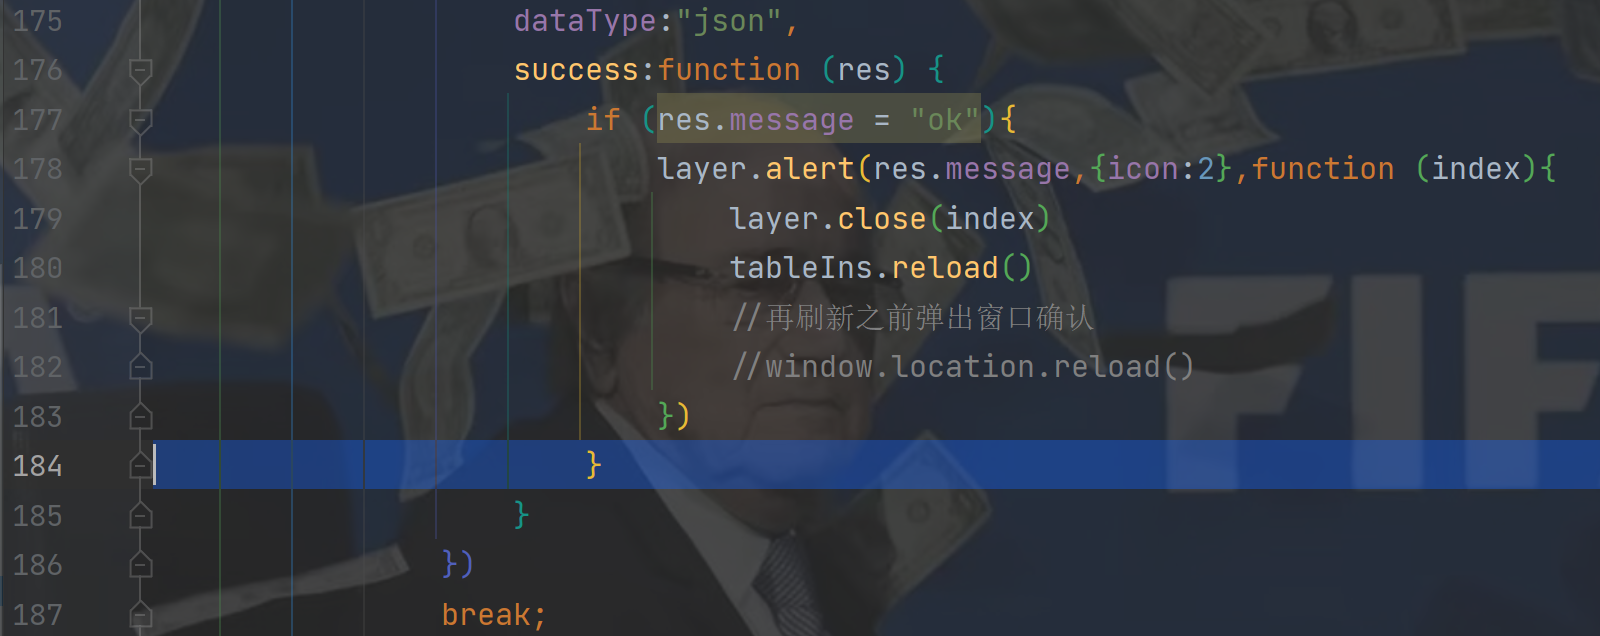 175 dataType:"json",
176 success:function (res) {
177 if (res.message = "ok"){
178 layer.alert(res.message,{icon:2},function (index){
179 layer.close(index)
180 tableIns.reload()
181 //再刷新之前弹出窗口确认
182 //window.location.reload()
183 })
184 }
185 }
186 })
187 break;
FIF